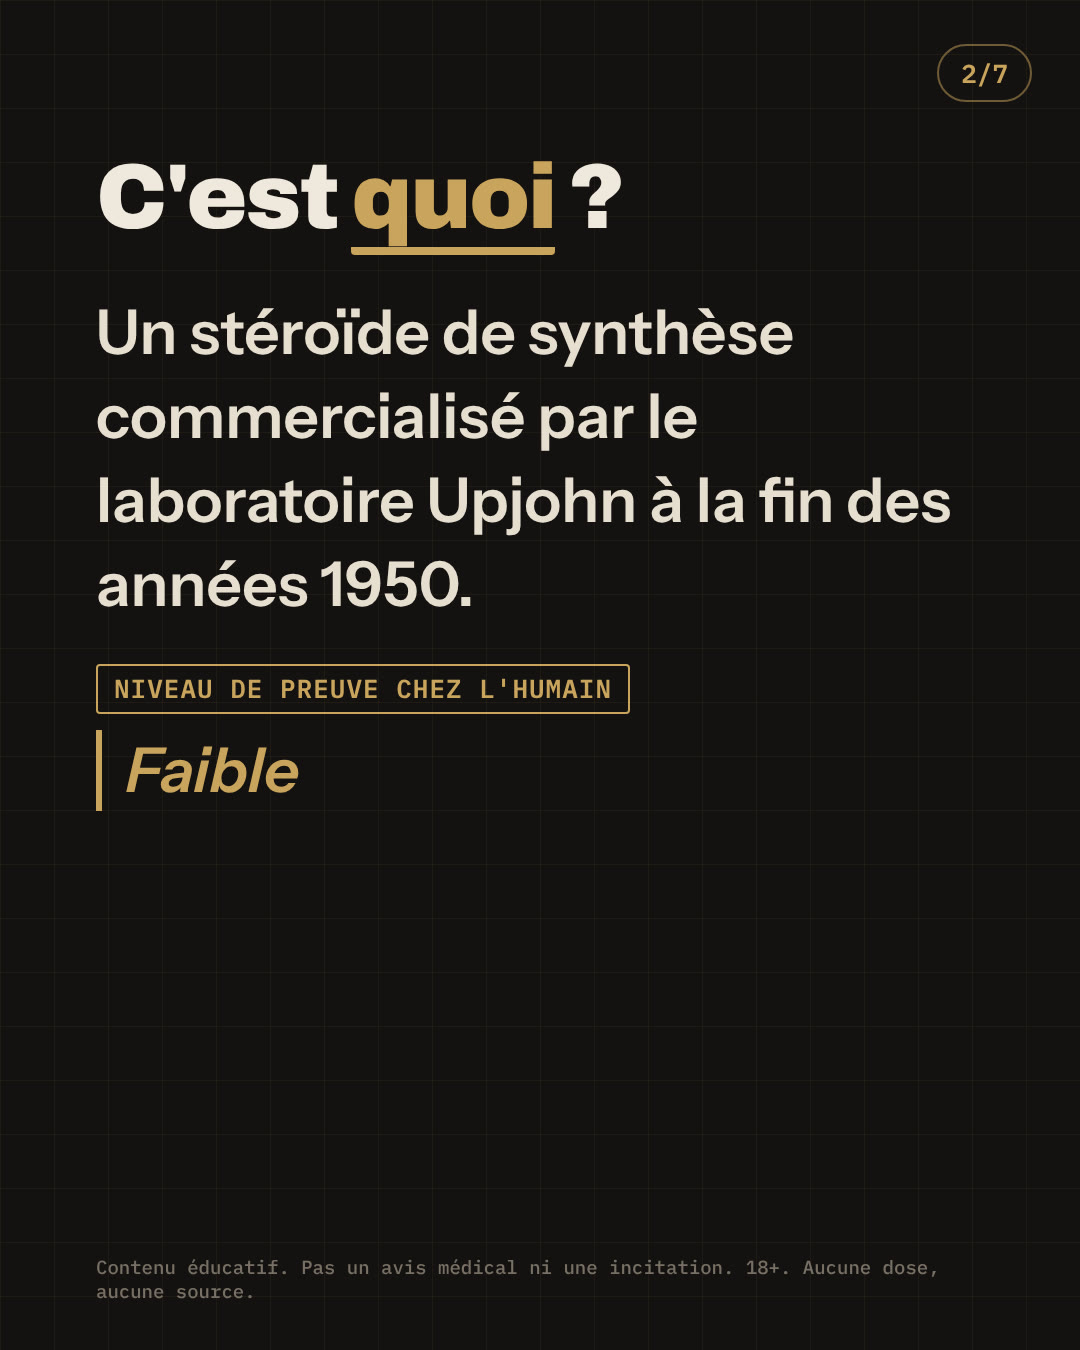 2/7
C'est quoi ?
Un stéroïde de synthèse
commercialisé par le
laboratoire Upjohn à la fin des
années 1950.
NIVEAU DE PREUVE CHEZ L'HUMAIN
Faible
Contenu éducatif. Pas un avis médical ni une incitation. 18+. Aucune dose,
aucune source.